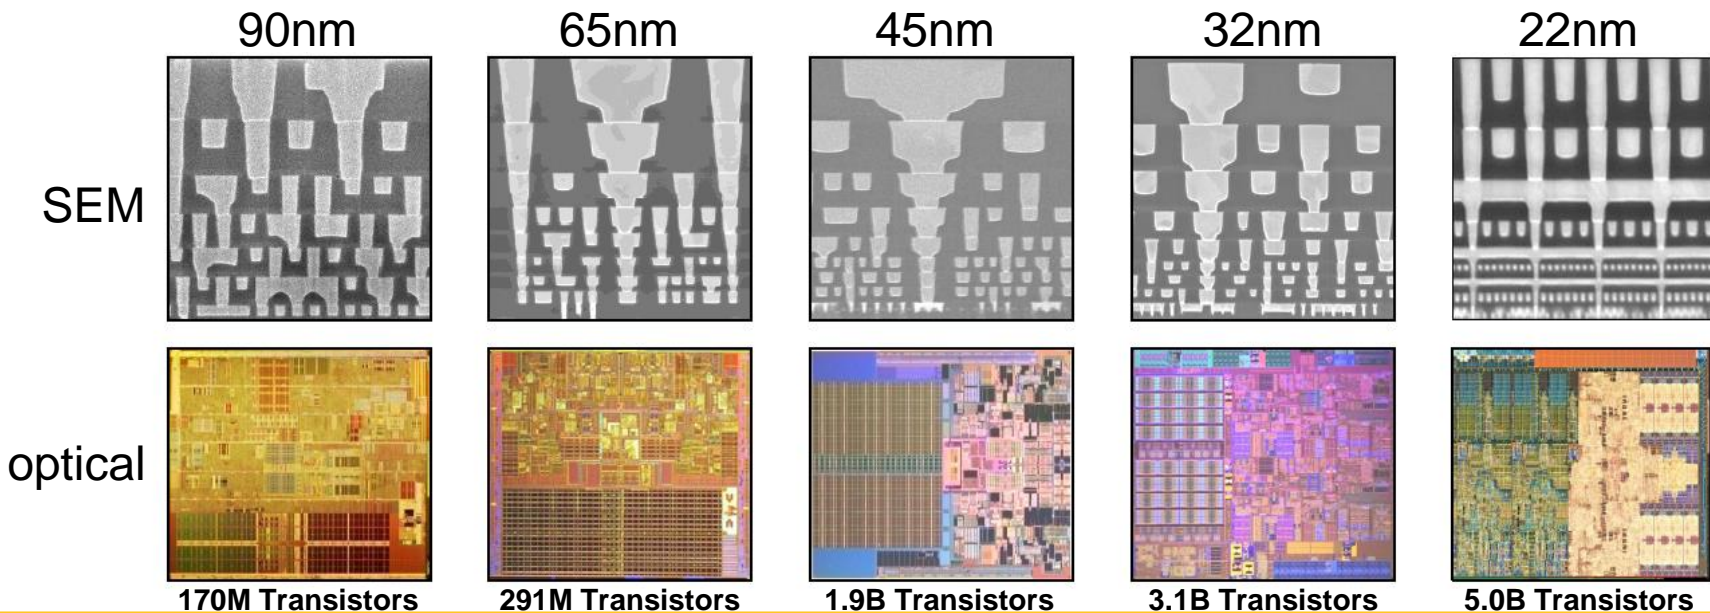 90nm 65nm 45nm 32nm 22nm
SEM
optical
170M Transistors 291M Transistors 1.9B Transistors 3.1B Transistors 5.0B Transistors